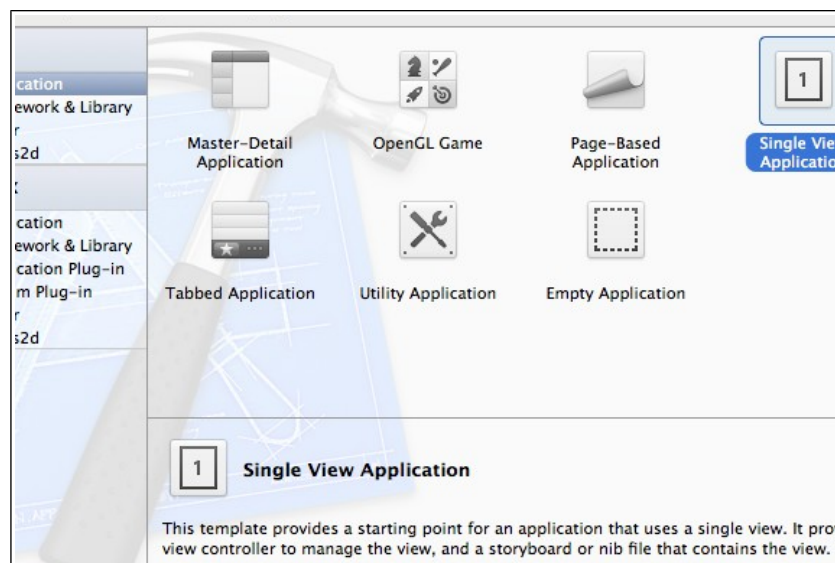 cation
ework & Library
r
s2d
X
cation
ework & Library
cation Plug-in
m Plug-in
r
s2d
Master-Detail
Application
OpenGL Game
Page-Based
Application
1
Single Vie
Applicatio
Tabbed Application
Utility Application
Empty Application
1
Single View Application
This template provides a starting point for an application that uses a single view. It pro
view controller to manage the view, and a storyboard or nib file that contains the view.